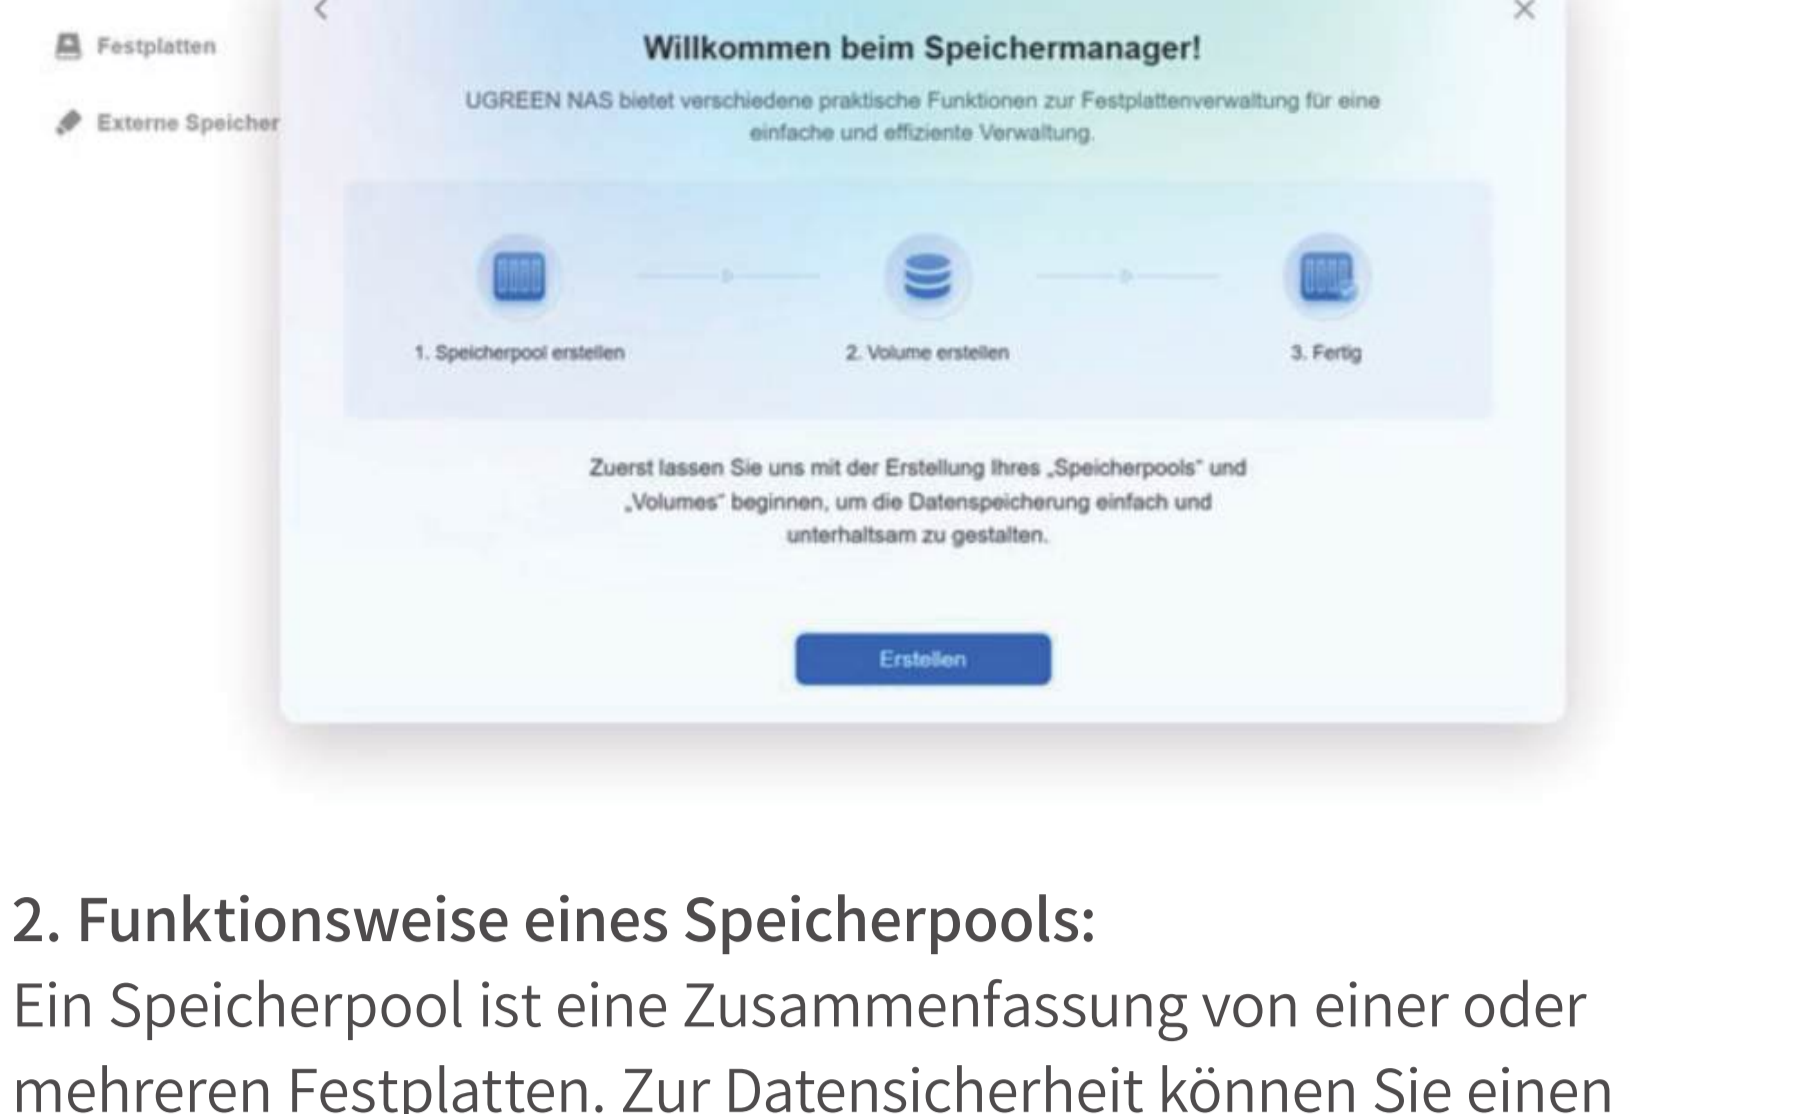 Festplatten
Externe Speicher
Willkommen beim Speichermanager!
UGREEN NAS bietet verschiedene praktische Funktionen zur Festplattenverwaltung für eine
einfache und effiziente Verwaltung.
1. Speicherpool erstellen
2. Volume erstellen
3. Fertig
Zuerst lassen Sie uns mit der Erstellung Ihres „Speicherpools“ und
„Volumes“ beginnen, um die Datenspeicherung einfach und
unterhaltsam zu gestalten.
Erstellen
2. Funktionsweise eines Speicherpools:
Ein Speicherpool ist eine Zusammenfassung von einer oder
mehreren Festplatten. Zur Datensicherheit können Sie einen